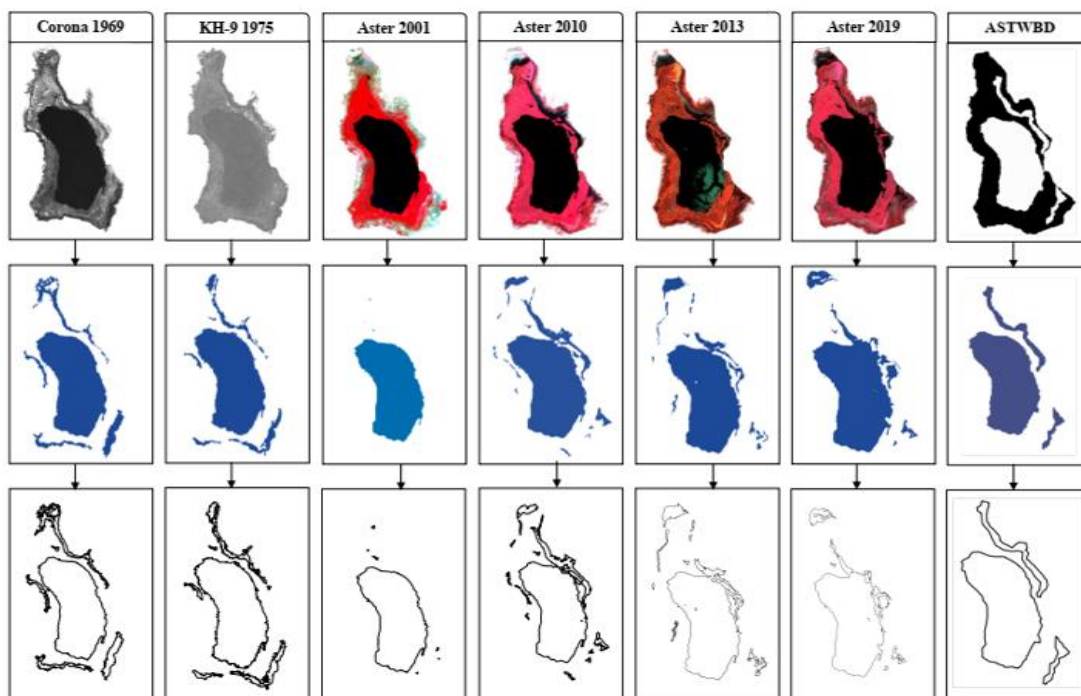 Corona 1969
KH-9 1975
Aster 2001
Aster 2010
Aster 2013
Aster 2019
ASTWBD